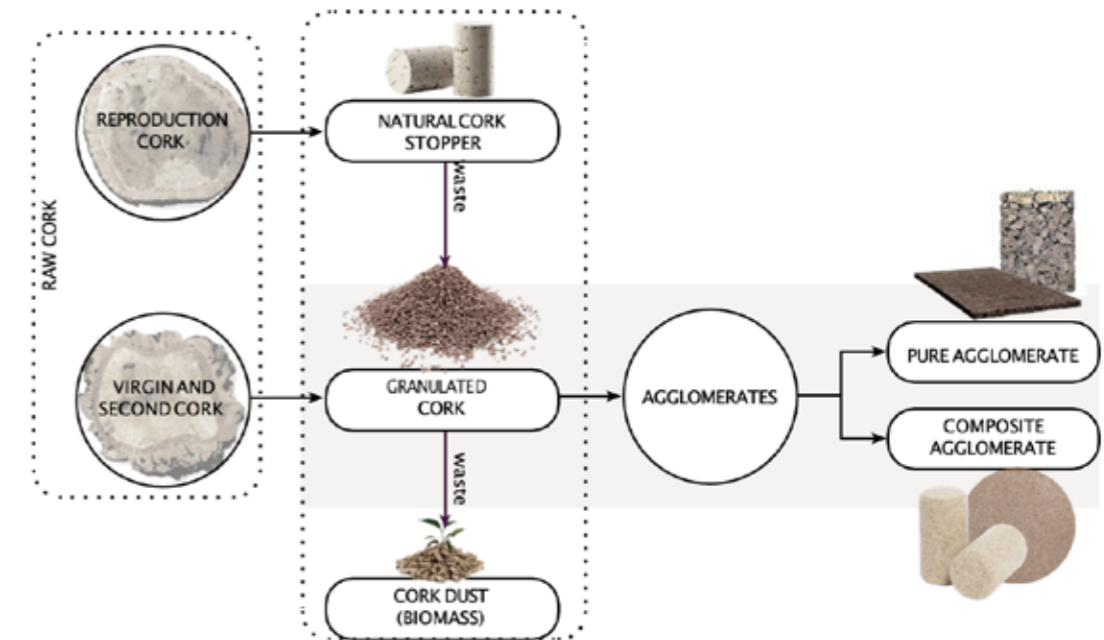 RAW CORK
REPRODUCTION
CORK
NATURAL CORK
STOPPER
waste
VIRGIN AND
SECOND CORK
GRANULATED
CORK
AGGLOMERATES
PURE AGGLOMERATE
COMPOSITE
AGGLOMERATE
waste
CORK DUST
(BIOMASS)